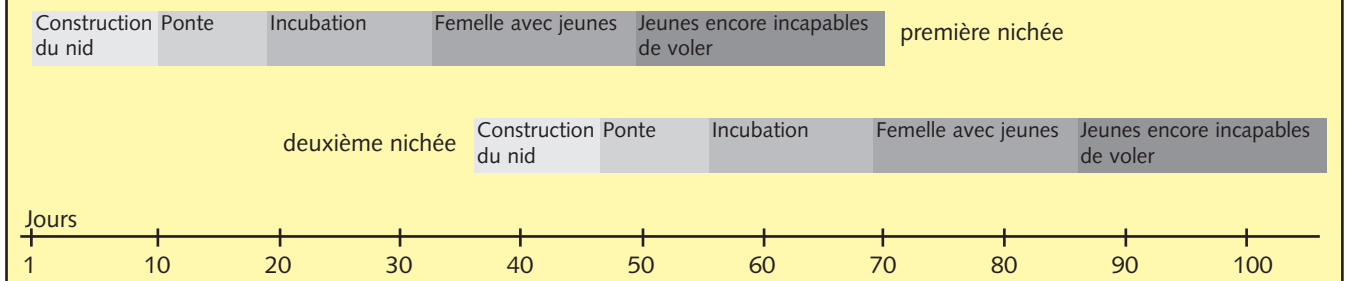 Construction Ponte Incubation Femelle avec jeunes Jeunes encore incapables
du nid de voler
première nichée
deuxième nichée
Construction Ponte Incubation Femelle avec jeunes Jeunes encore incapables
du nid de voler
Jours
1 10 20 30 40 50 60 70 80 90 100